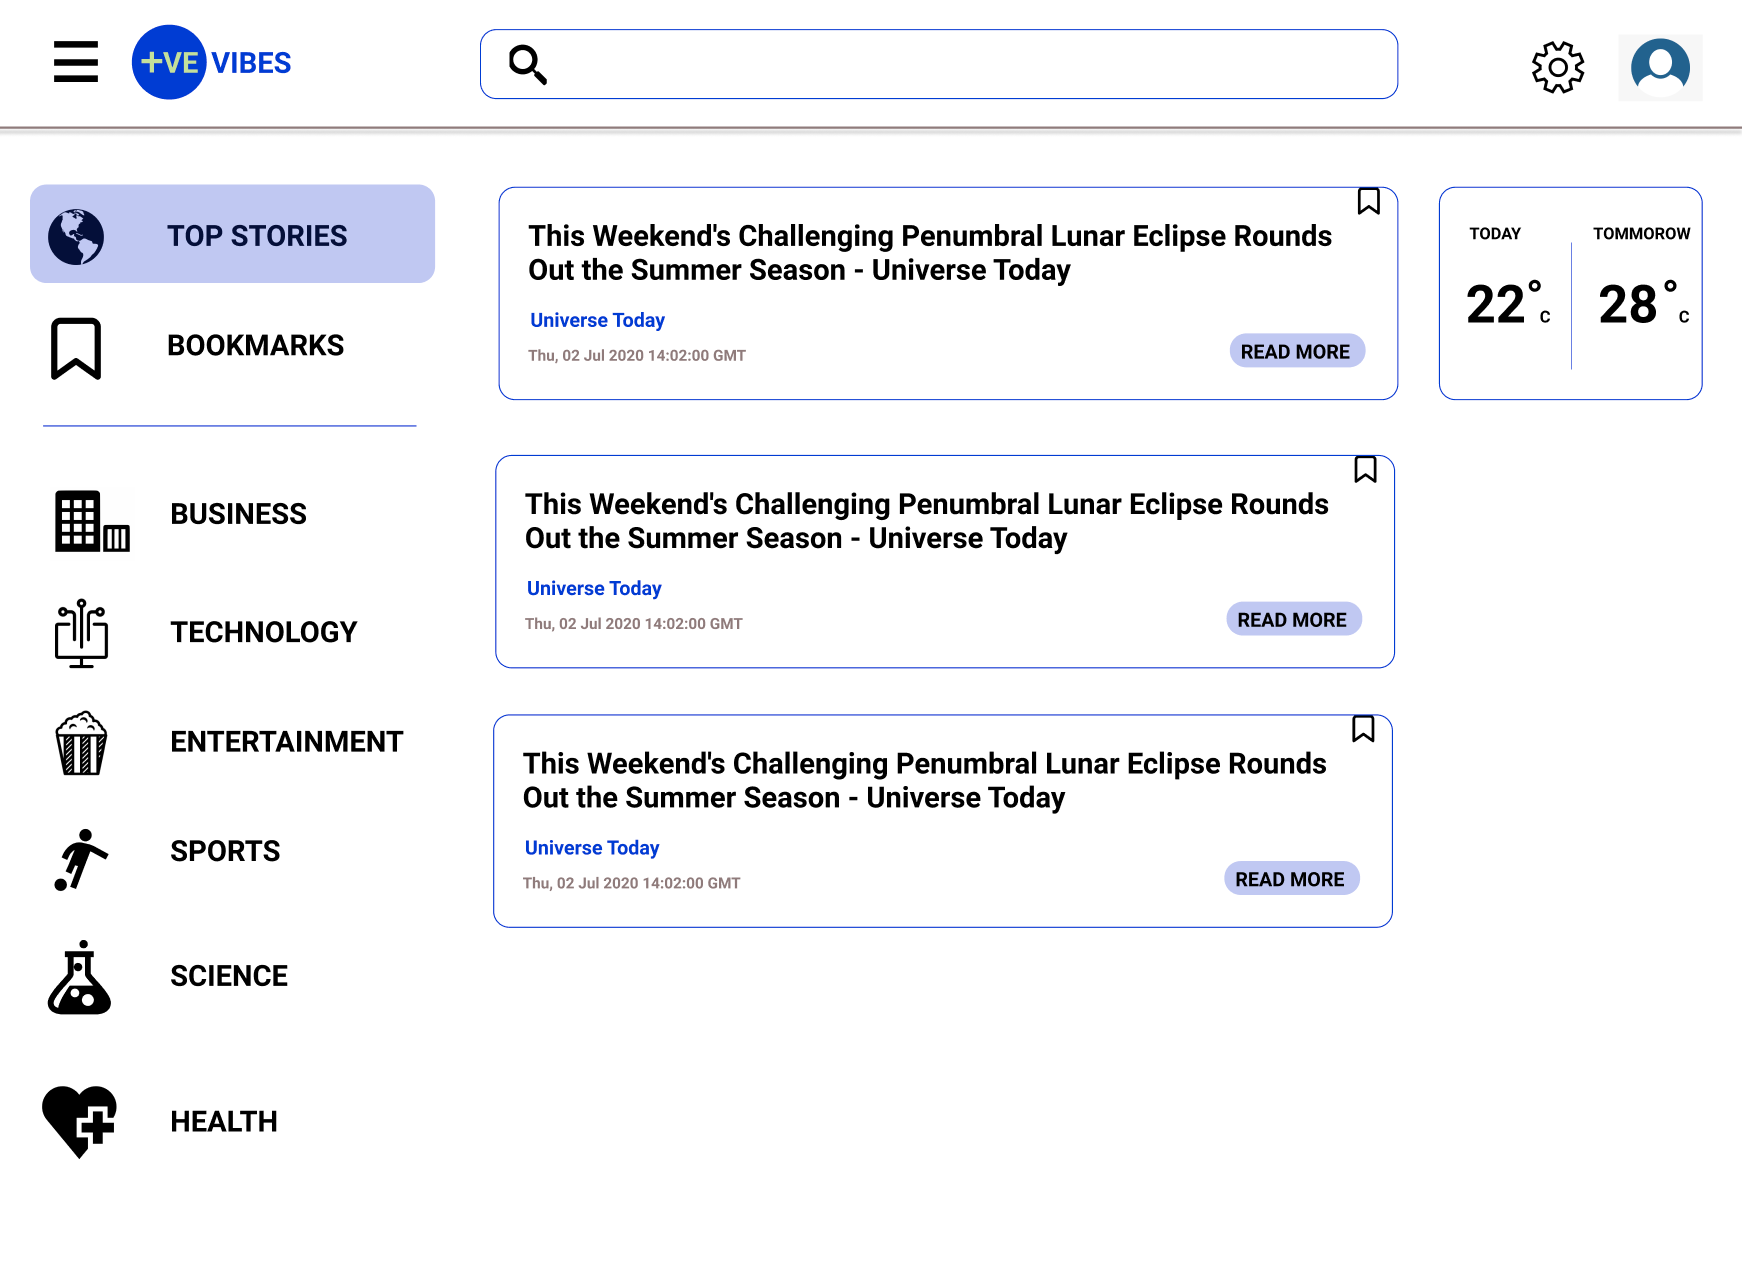 +VE VIBES
TOP STORIES
BOOKMARKS
BUSINESS
TECHNOLOGY
ENTERTAINMENT
SPORTS
SCIENCE
HEALTH
This Weekend's Challenging Penumbral Lunar Eclipse Rounds
Out the Summer Season - Universe Today
Universe Today
Thu, 02 Jul 2020 14:02:00 GMT
READ MORE
This Weekend's Challenging Penumbral Lunar Eclipse Rounds
Out the Summer Season - Universe Today
Universe Today
Thu, 02 Jul 2020 14:02:00 GMT
READ MORE
This Weekend's Challenging Penumbral Lunar Eclipse Rounds
Out the Summer Season - Universe Today
Universe Today
Thu, 02 Jul 2020 14:02:00 GMT
READ MORE
TODAY TOMMOROW
22°C 28°C